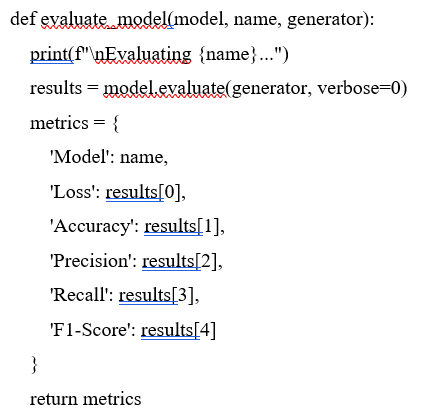 def evaluate_model(model, name, generator):
print(f"\nEvaluating {name}...")
results = model.evaluate(generator, verbose=0)
metrics = {
'Model': name,
'Loss': results[0],
'Accuracy': results[1],
'Precision': results[2],
'Recall': results[3],
'F1-Score': results[4]
}
return metrics